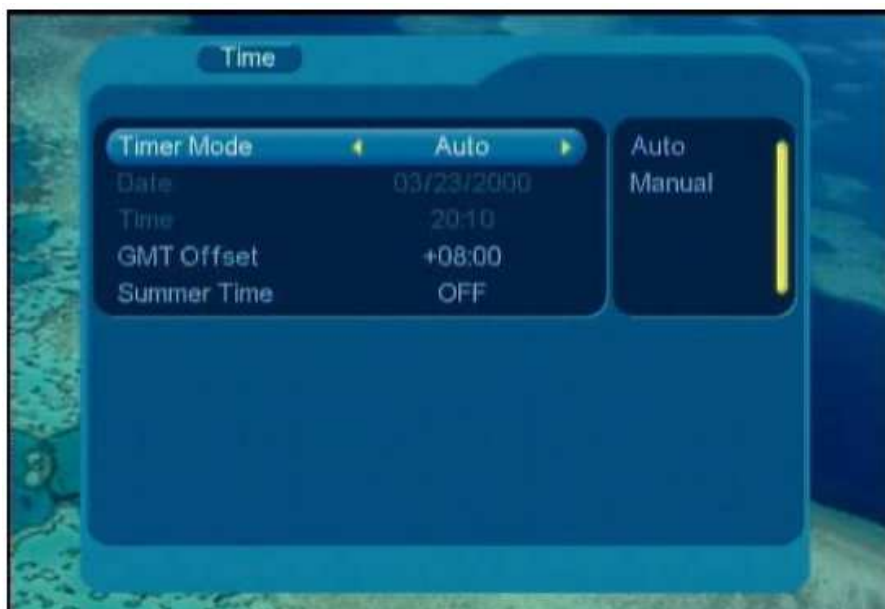 Time
Timer Mode Auto
Date 03/23/2000
Time 20:10
GMT Offset +08:00
Summer Time OFF
Auto
Manual